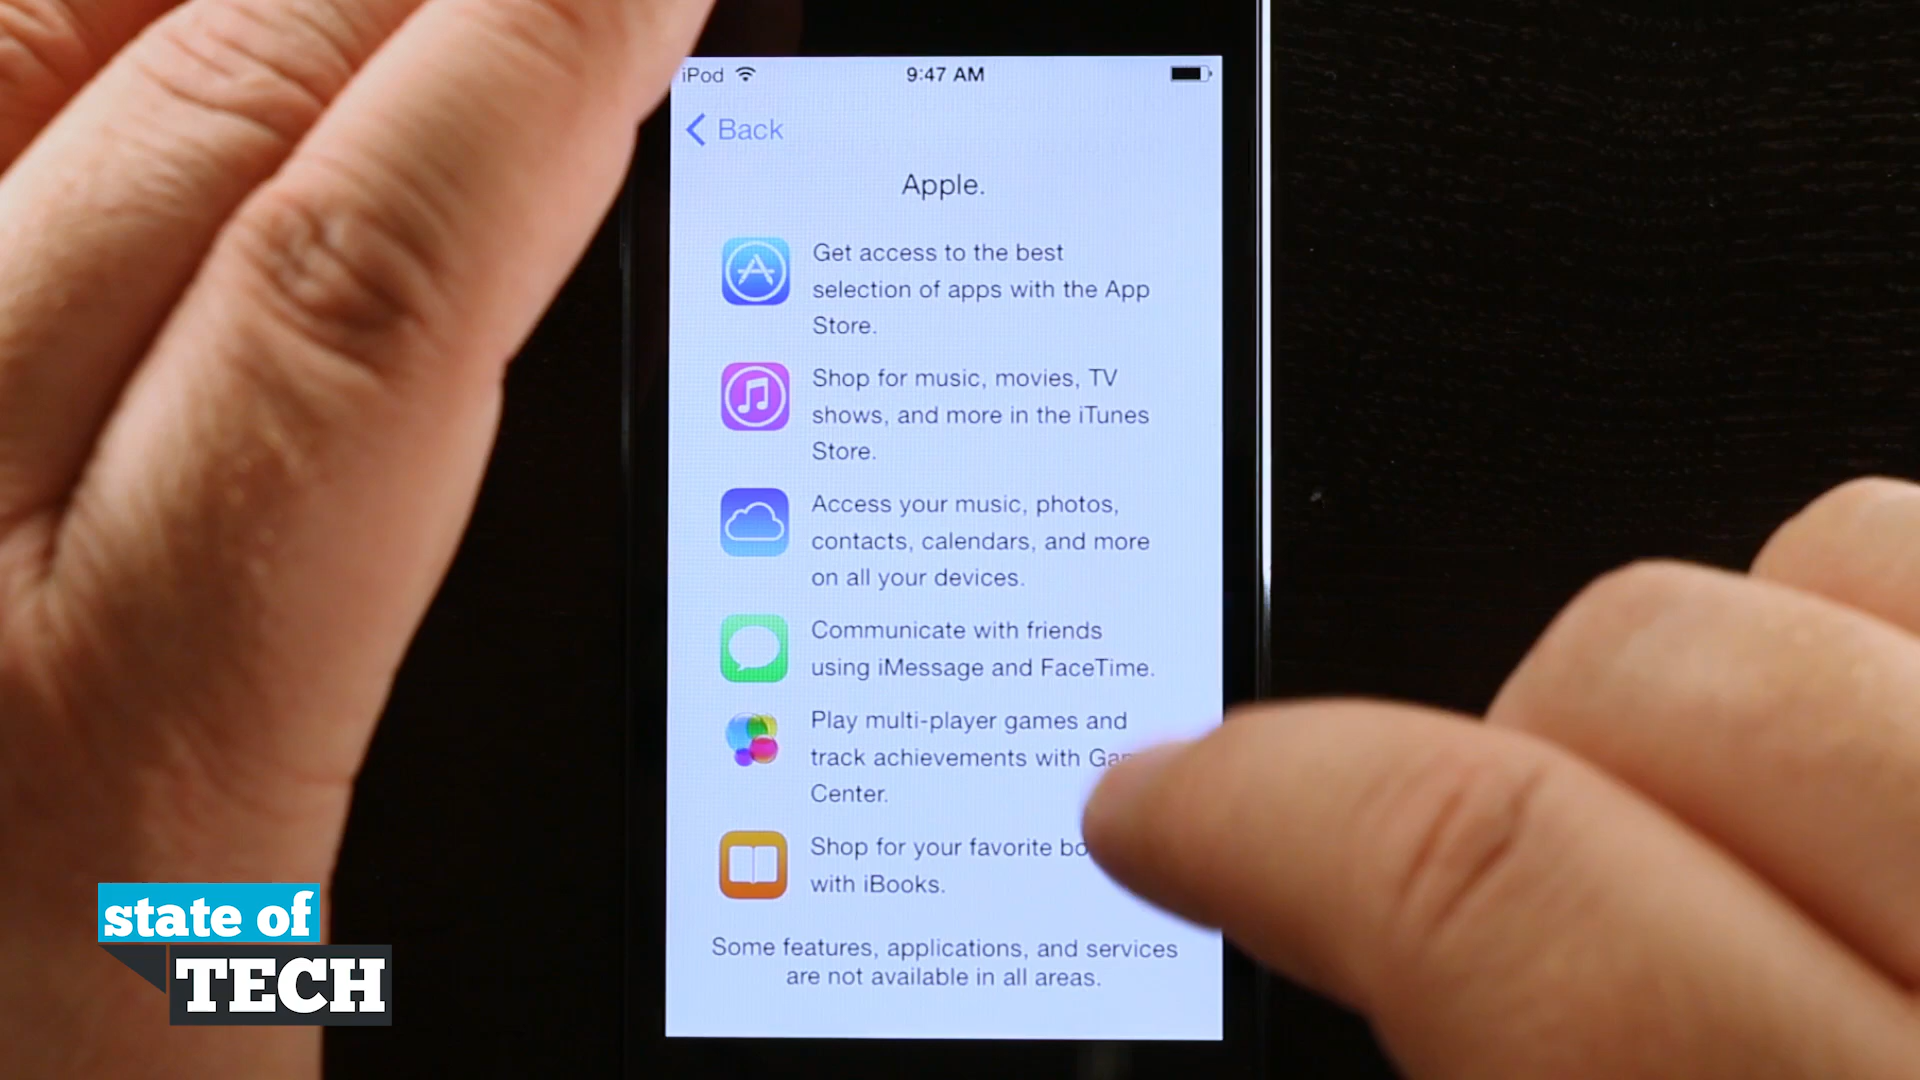 iPod 9:47 AM
Back
Apple.
Get access to the best
selection of apps with the App
Store.
Shop for music, movies, TV
shows, and more in the iTunes
Store.
Access your music, photos,
contacts, calendars, and more
on all your devices.
Communicate with friends
using iMessage and FaceTime.
Play multi-player games and
track achievements with
Center.
Shop for your favorite
with iBooks.
Some features, applications, and services
are not available in all areas.
state of
TECH